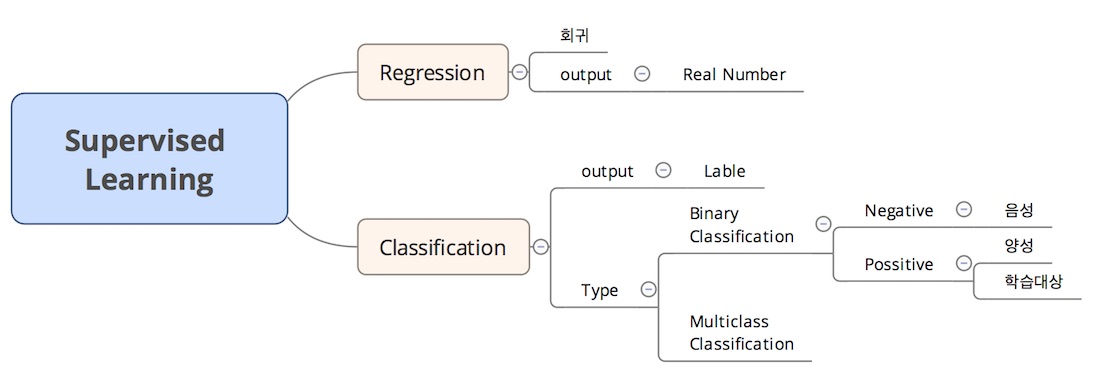 Supervised
Learning
Regression
회귀
output
Real Number
Classification
output
Lable
Type
Binary
Classification
Negative
음성
Possitive
양성
학습대상
Multiclass
Classification